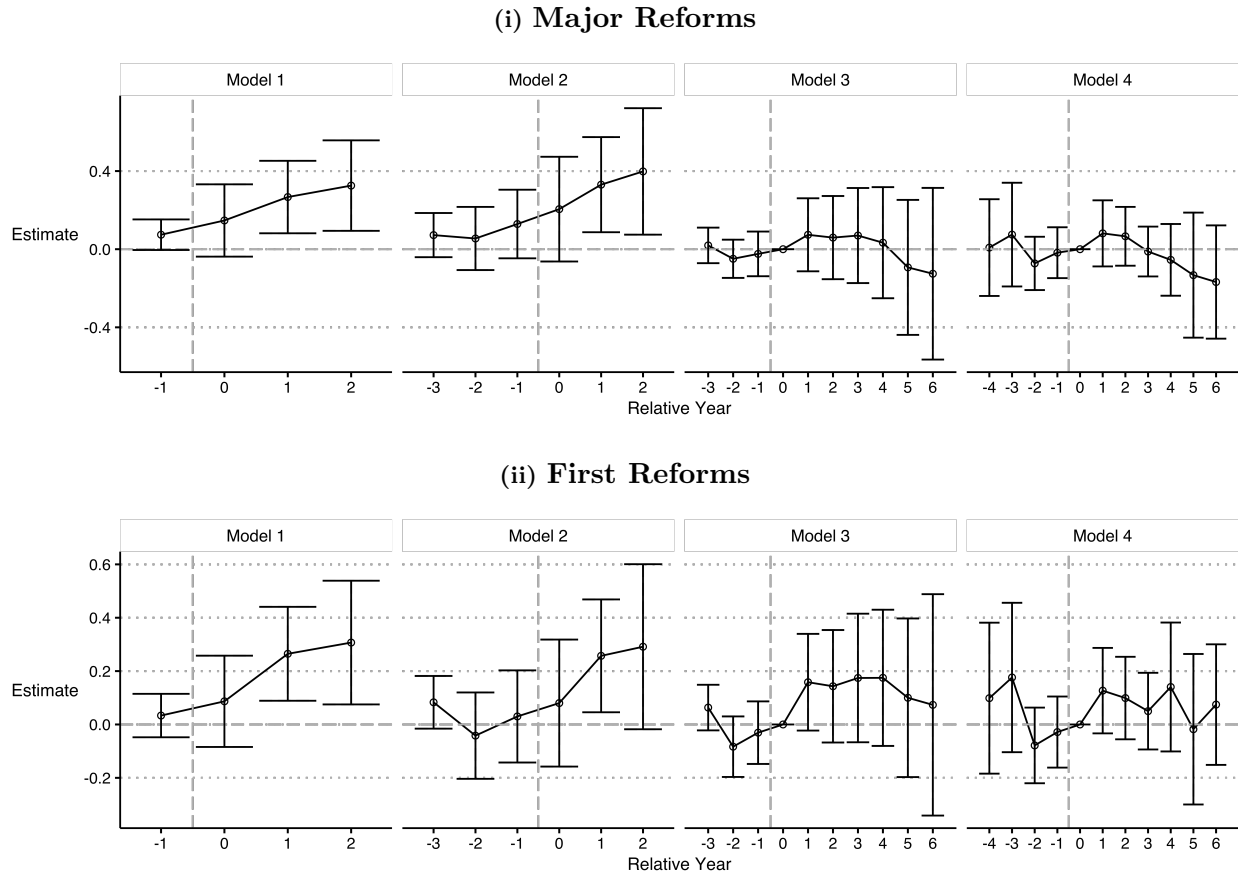 (i) Major Reforms
Model 1 Model 2 Model 3 Model 4
0.4
Estimate
0.0
-0.4
-1 0 1 2 -3 -2 -1 0 1 2 -3 -2 -1 0 1 2 3 4 5 6 -4 -3 -2 -1 0 1 2 3 4 5 6
Relative Year
(ii) First Reforms
Model 1 Model 2 Model 3 Model 4
0.6
0.4
0.2
Estimate
0.0
-0.2
-1 0 1 2 -3 -2 -1 0 1 2 -3 -2 -1 0 1 2 3 4 5 6 -4 -3 -2 -1 0 1 2 3 4 5 6
Relative Year